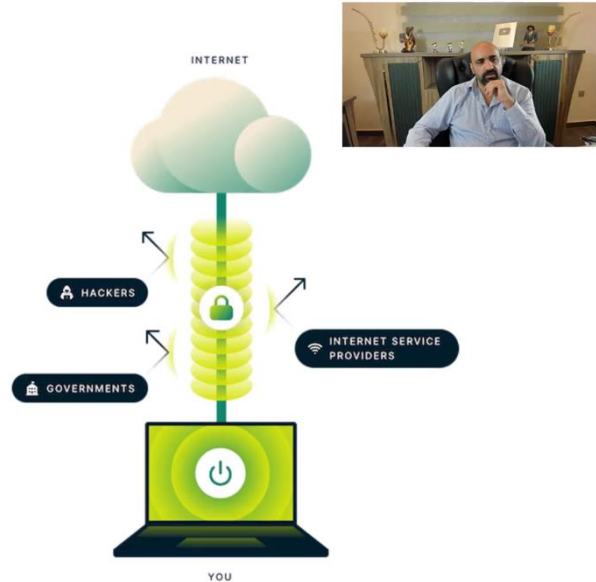 INTERNET
HACKERS
INTERNET SERVICE
PROVIDERS
GOVERNMENTS
YOU